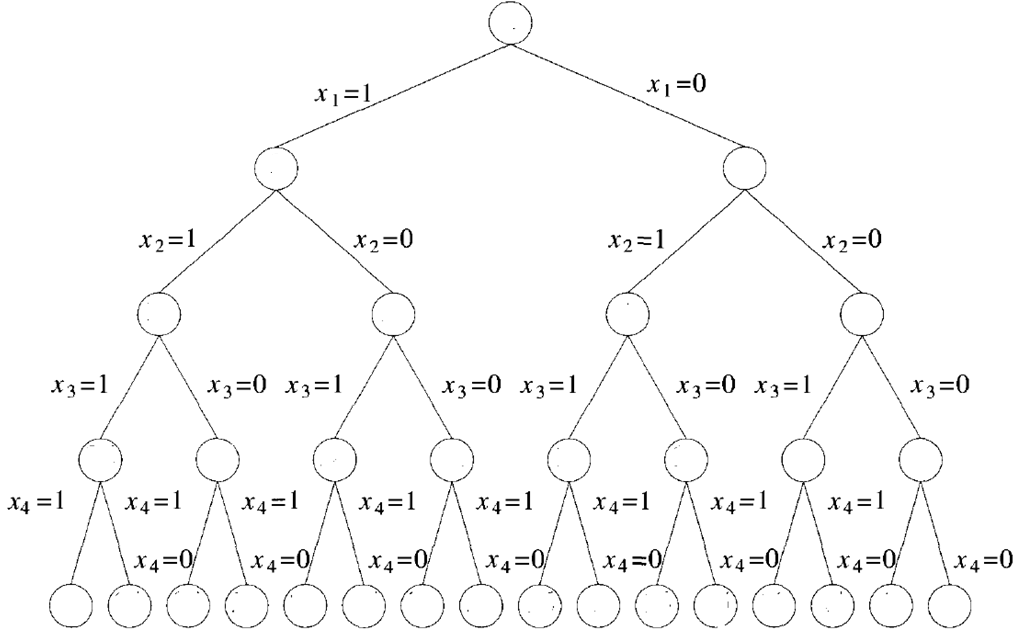 x1=1 x1=0
x2=1 x2=0 x2=1 x2=0
x3=1 x3=0 x3=1 x3=0 x3=1 x3=0 x3=1 x3=0
x4=1 x4=1 x4=1 x4=1 x4=1 x4=1 x4=1 x4=1
x4=0 x4=0 x4=0 x4=0 x4=0 x4=0 x4=0 x4=0